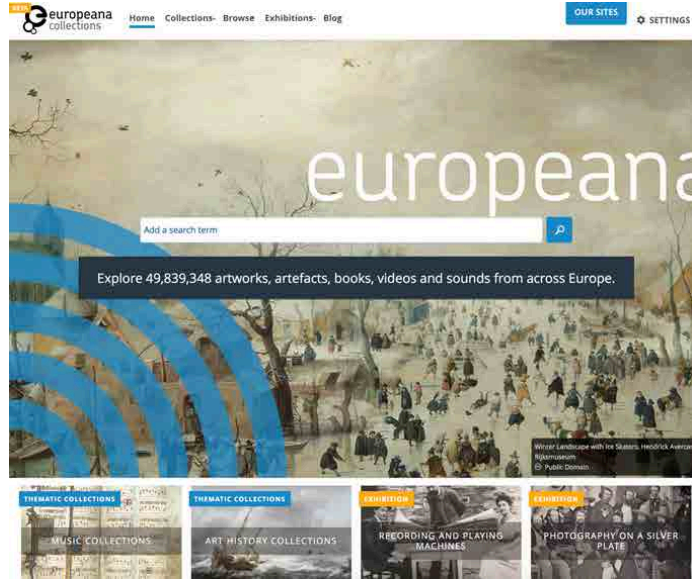 BETA
europeana
collections
Home Collections- Browse Exhibitions- Blog
OUR SITES
SETTINGS
europeana
Add a search term
Explore 49,839,348 artworks, artefacts, books, videos and sounds from across Europe.
Winter Landscape with Ice Skaters, Hendrick Averca
Rijksmuseum
Public Domain
THEMATIC COLLECTIONS
MUSIC COLLECTIONS
THEMATIC COLLECTIONS
ART HISTORY COLLECTIONS
EXHIBITION
RECORDING AND PLAYING
MACHINES
EXHIBITION
PHOTOGRAPHY ON A SILVER
PLATE